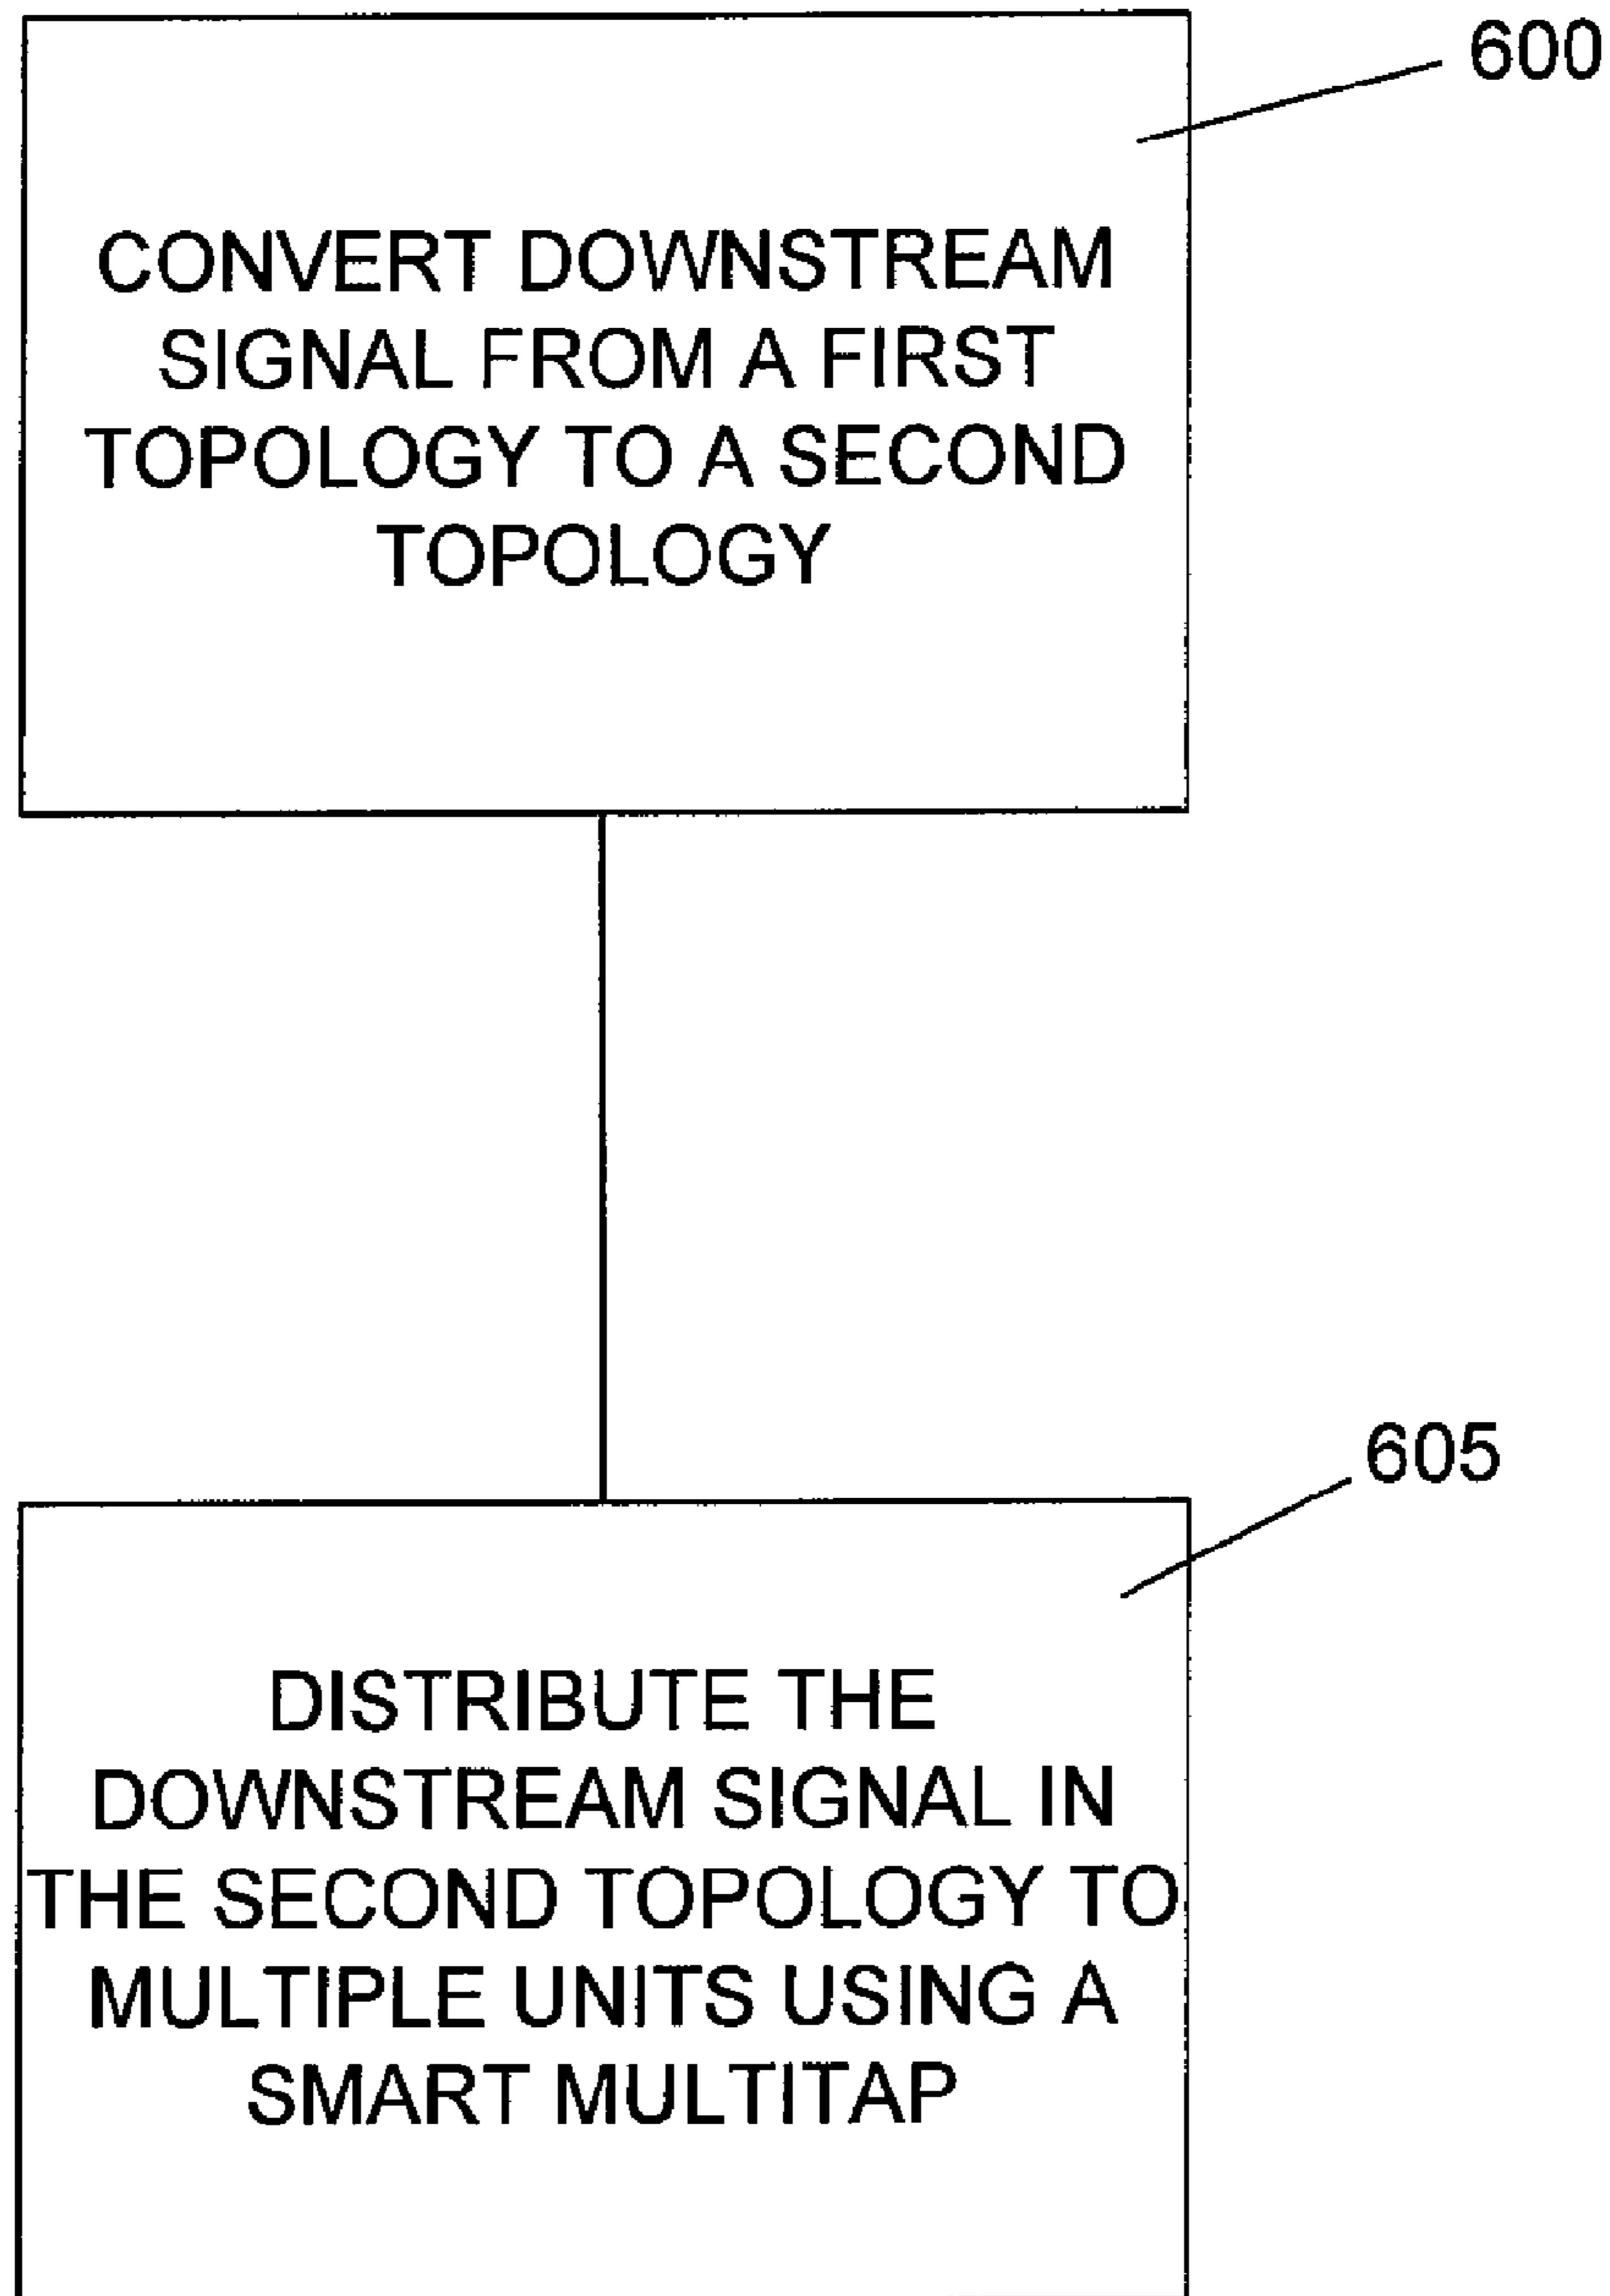 600
CONVERT DOWNSTREAM
SIGNAL FROM A FIRST
TOPOLOGY TO A SECOND
TOPOLOGY
605
DISTRIBUTE THE
DOWNSTREAM SIGNAL IN
THE SECOND TOPOLOGY TO
MULTIPLE UNITS USING A
SMART MULTITAP